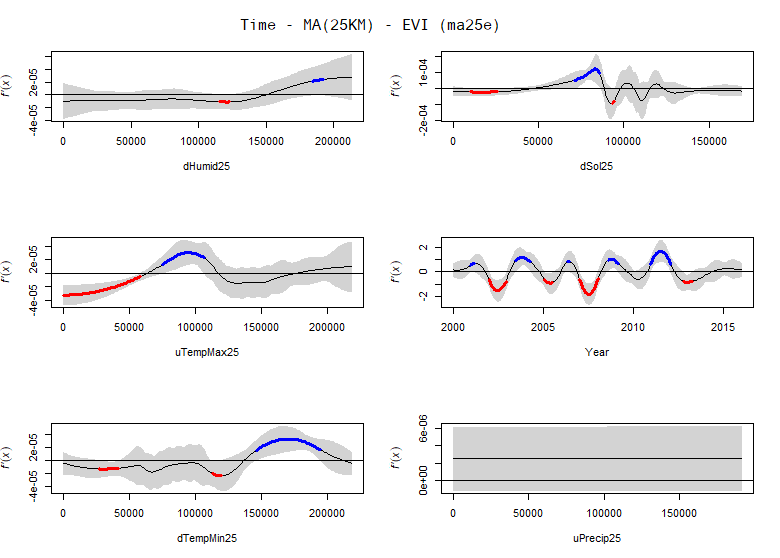 Time - MA(25KM) - EVI (ma25e)
f'(x)
-4e-05 2e-05
0 50000 100000 150000 200000
dHumid25
f'(x)
-2e-04 1e-04
0 50000 100000 150000
dSol25
f'(x)
-4e-05 2e-05
0 50000 100000 150000 200000
uTempMax25
f'(x)
-2 0 2
2000 2005 2010 2015
Year
f'(x)
-4e-05 2e-05
0 50000 100000 150000 200000
dTempMin25
f'(x)
0e+00 6e-06
0 50000 100000 150000
uPrecip25